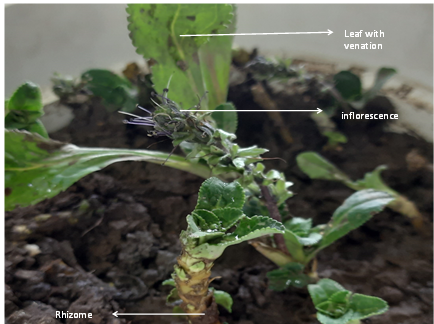 Leaf with
venation
inflorescence
Rhizome